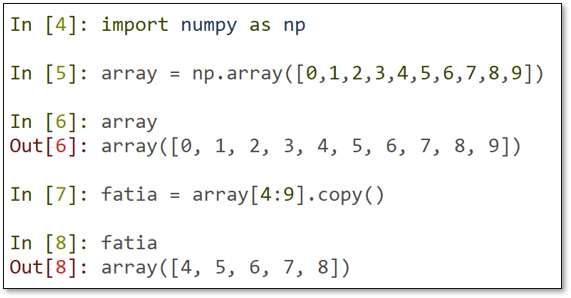 In [4]: import numpy as np
In [5]: array = np.array([0,1,2,3,4,5,6,7,8,9])
In [6]: array
Out[6]: array([0, 1, 2, 3, 4, 5, 6, 7, 8, 9])
In [7]: fatia = array[4:9].copy()
In [8]: fatia
Out[8]: array([4, 5, 6, 7, 8])